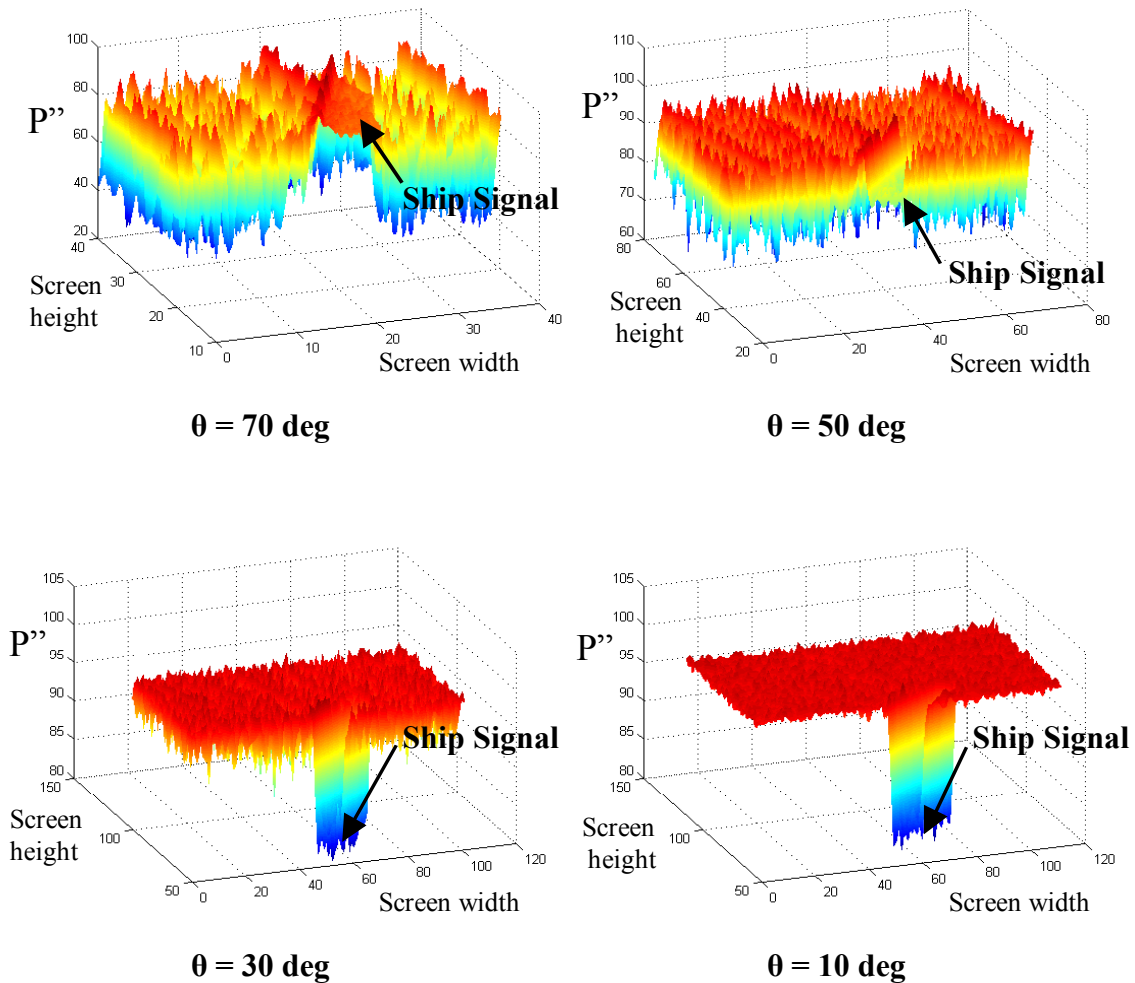 100
80
P”
60
40
20
40
Screen
height
30
20
10
0
10
20
30
40
Screen width
Ship Signal
θ = 70 deg
110
100
P”
90
80
70
60
80
Screen
height
60
40
20
0
20
40
60
80
Screen width
Ship Signal
θ = 50 deg
105
100
P”
95
90
85
80
150
Screen
height
100
50
0
20
40
60
80
100
120
Screen width
Ship Signal
θ = 30 deg
105
100
P”
95
90
85
80
150
Screen
height
100
50
0
20
40
60
80
100
120
Screen width
Ship Signal
θ = 10 deg